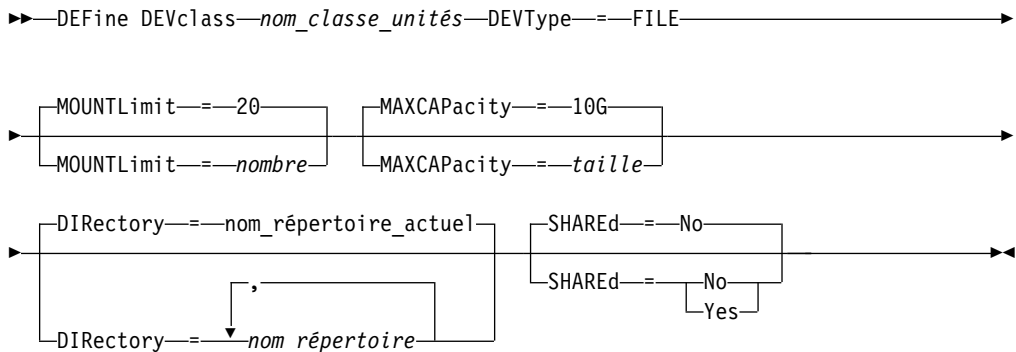 DEFine DEVclass nom_classe_unités DEVType = FILE
MOUNTLimit = 20 MAXCAPacity = 10G
MOUNTLimit = nombre MAXCAPacity = taille
DIRectory = nom_répertoire_actuel SHAREd = No
SHAREd = No
Yes
,
DIRectory = nom répertoire